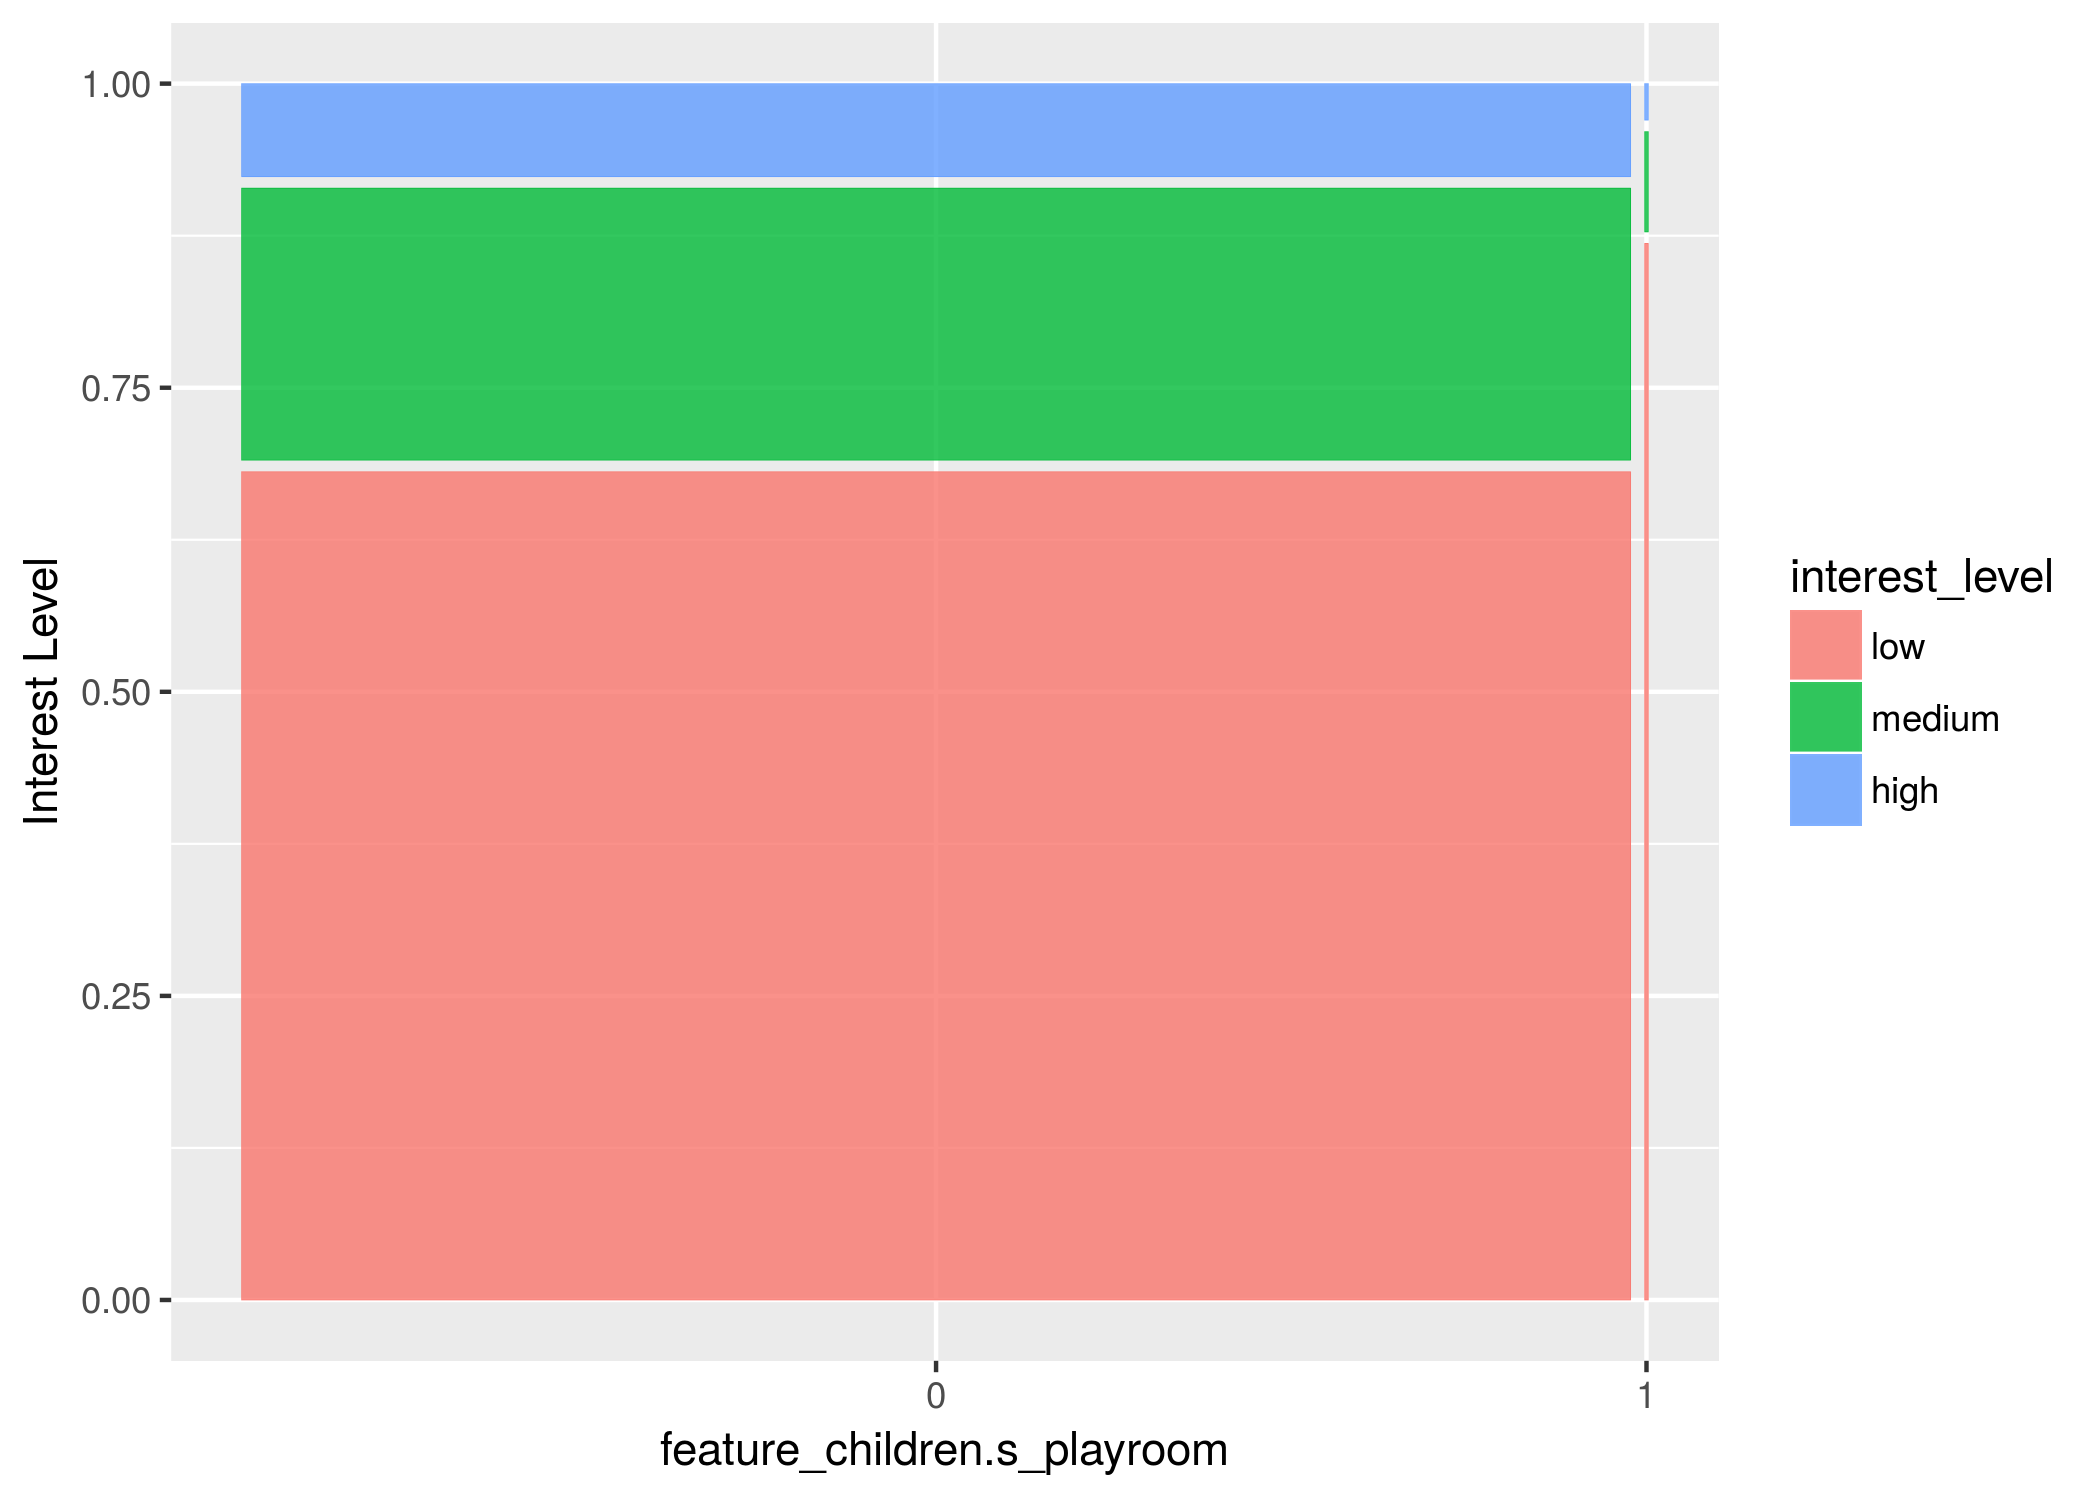 1.00
0.75
0.50
0.25
0.00
Interest Level
0
1
feature_children.s_playroom
interest_level
low
medium
high